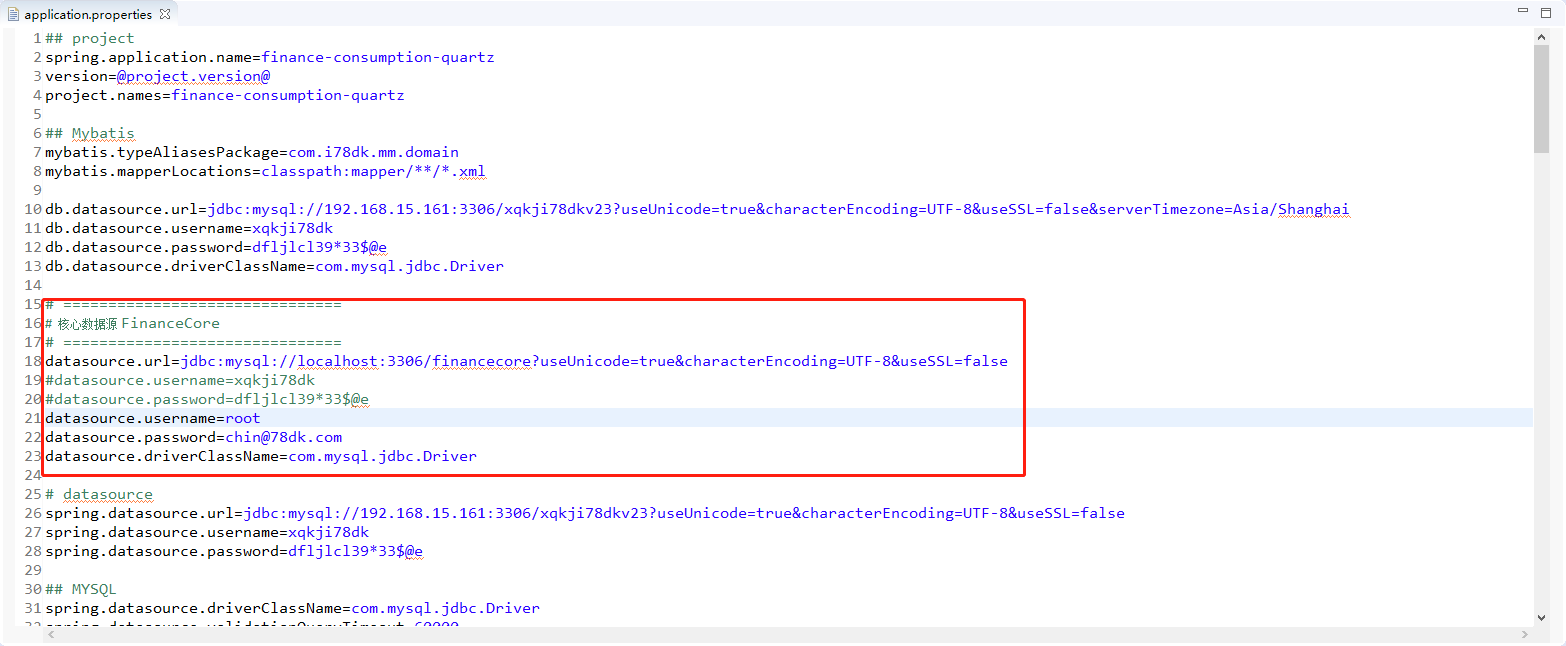 application.properties
1 ## project
2 spring.application.name=finance-consumption-quartz
3 version=@project.version@
4 project.names=finance-consumption-quartz
5
6 ## Mybatis
7 mybatis.typeAliasesPackage=com.i78dk.mm.domain
8 mybatis.mapperLocations=classpath:mapper/**/*.xml
9
10 db.datasource.url=jdbc:mysql://192.168.15.161:3306/xqkji78dkv23?useUnicode=true&characterEncoding=UTF-8&useSSL=false&serverTimezone=Asia/Shanghai
11 db.datasource.username=xqkji78dk
12 db.datasource.password=dfljlcl39*33$@e
13 db.datasource.driverClassName=com.mysql.jdbc.Driver
14
15 # ===============================
16 # 核心数据源 FinanceCore
17 # ===============================
18 datasource.url=jdbc:mysql://localhost:3306/financecore?useUnicode=true&characterEncoding=UTF-8&useSSL=false
19 #datasource.username=xqkji78dk
20 #datasource.password=dfljlcl39*33$@e
21 datasource.username=root
22 datasource.password=chin@78dk.com
23 datasource.driverClassName=com.mysql.jdbc.Driver
24
25 # datasource
26 spring.datasource.url=jdbc:mysql://192.168.15.161:3306/xqkji78dkv23?useUnicode=true&characterEncoding=UTF-8&useSSL=false
27 spring.datasource.username=xqkji78dk
28 spring.datasource.password=dfljlcl39*33$@e
29
30 ## MYSQL
31 spring.datasource.driverClassName=com.mysql.jdbc.Driver
32 spring.datasource.validationQueryTimeout=60000